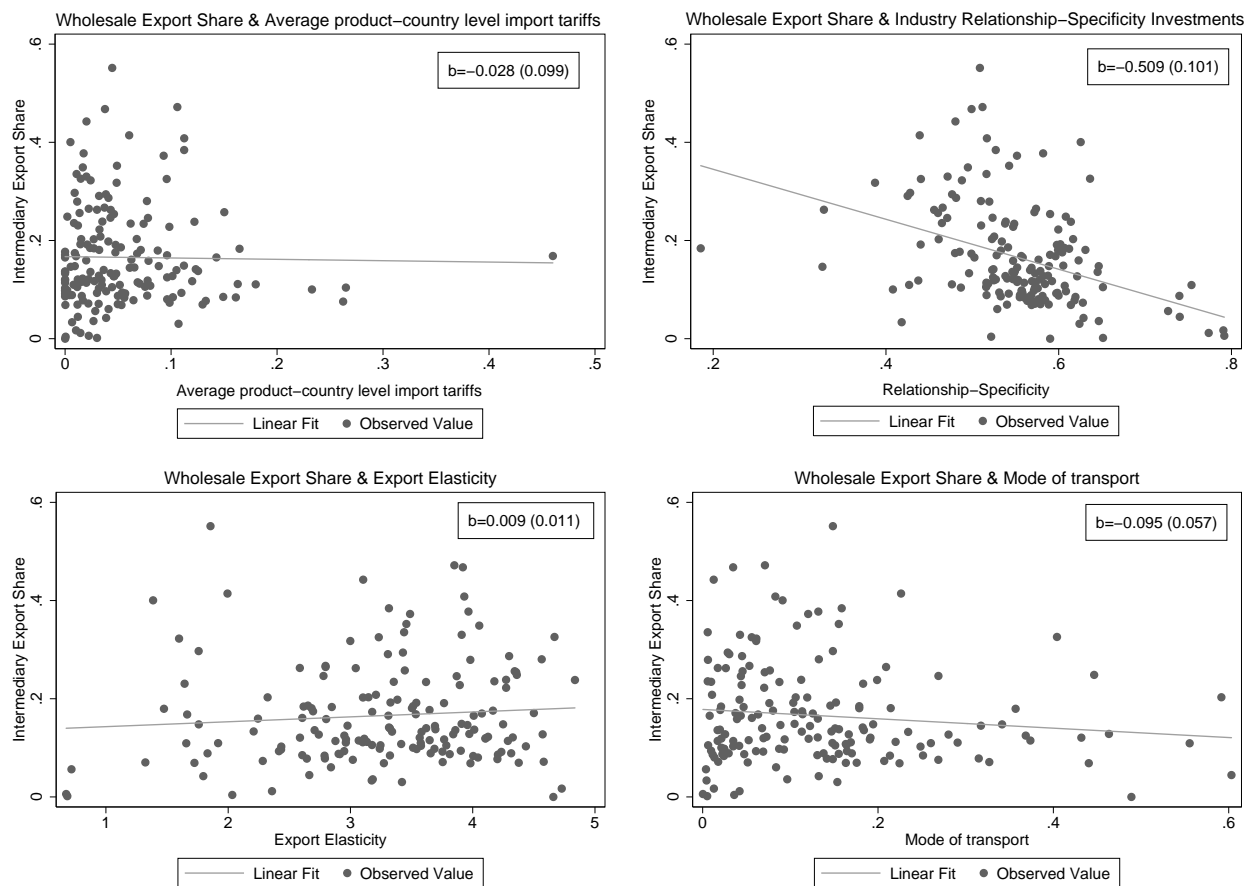 Wholesale Export Share & Average product−country level import tariffs
b=−0.028 (0.099)
Intermediary Export Share
0 .2 .4 .6
0 .1 .2 .3 .4 .5
Average product−country level import tariffs
Linear Fit Observed Value
Wholesale Export Share & Industry Relationship−Specificity Investments
b=−0.509 (0.101)
Intermediary Export Share
0 .2 .4 .6
.2 .4 .6 .8
Relationship−Specificity
Linear Fit Observed Value
Wholesale Export Share & Export Elasticity
b=0.009 (0.011)
Intermediary Export Share
0 .2 .4 .6
1 2 3 4 5
Export Elasticity
Linear Fit Observed Value
Wholesale Export Share & Mode of transport
b=−0.095 (0.057)
Intermediary Export Share
0 .2 .4 .6
0 .2 .4 .6
Mode of transport
Linear Fit Observed Value